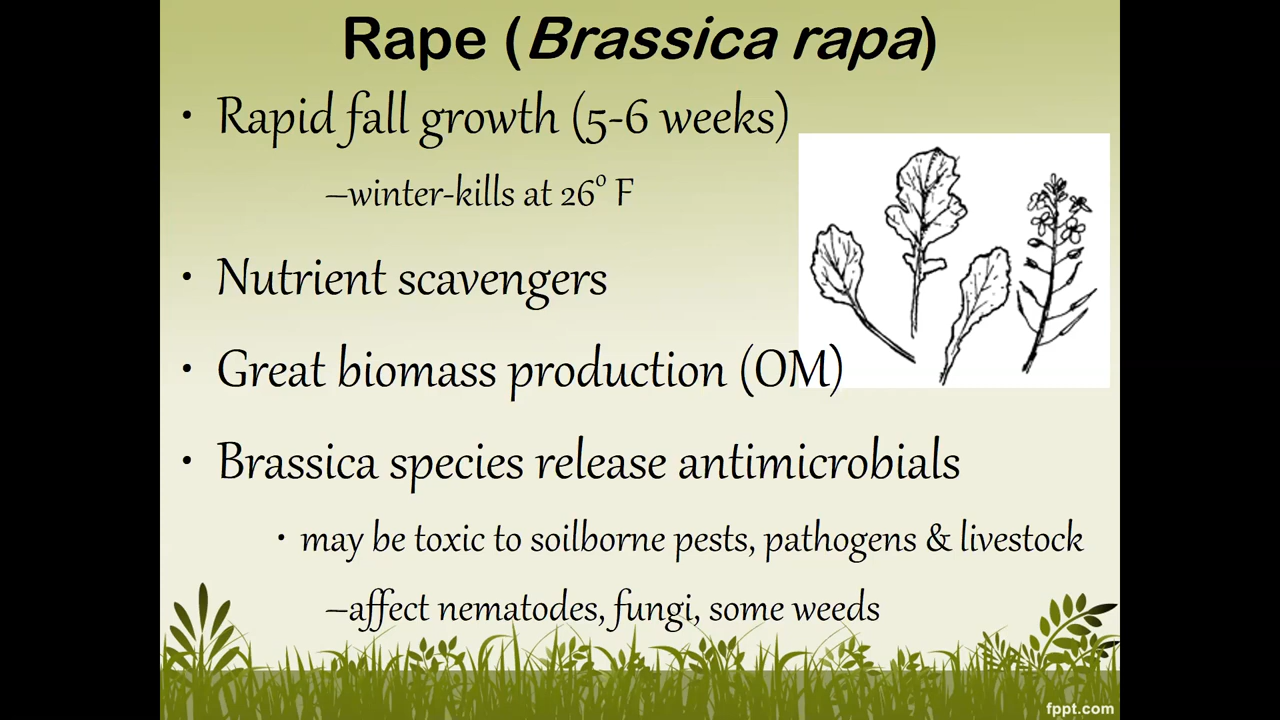 Rape (Brassica rapa)
• Rapid fall growth (5-6 weeks)
–winter-kills at 26° F
• Nutrient scavengers
• Great biomass production (OM)
• Brassica species release antimicrobials
• may be toxic to soilborne pests, pathogens & livestock
–affect nematodes, fungi, some weeds
fppt.com